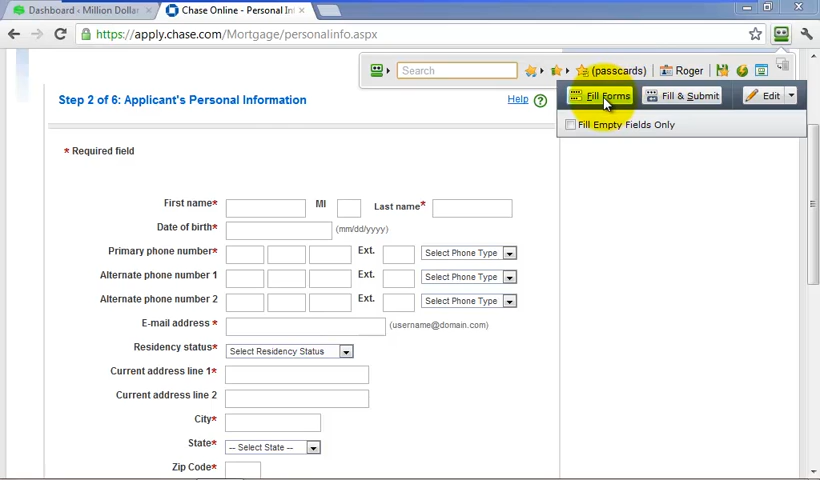 Dashboard - Million Dollar
Chase Online - Personal In
https://apply.chase.com/Mortgage/personalinfo.aspx
Search
(passcards)
Roger
Fill Forms
Fill & Submit
Edit
Fill Empty Fields Only
Step 2 of 6: Applicant's Personal Information
Help
* Required field
First name*
MI
Last name*
Date of birth*
(mm/dd/yyyy)
Primary phone number*
Ext.
Select Phone Type
Alternate phone number 1
Ext.
Select Phone Type
Alternate phone number 2
Ext.
Select Phone Type
E-mail address *
(username@domain.com)
Residency status*
Select Residency Status
Current address line 1*
Current address line 2
City*
State*
-- Select State --
Zip Code*